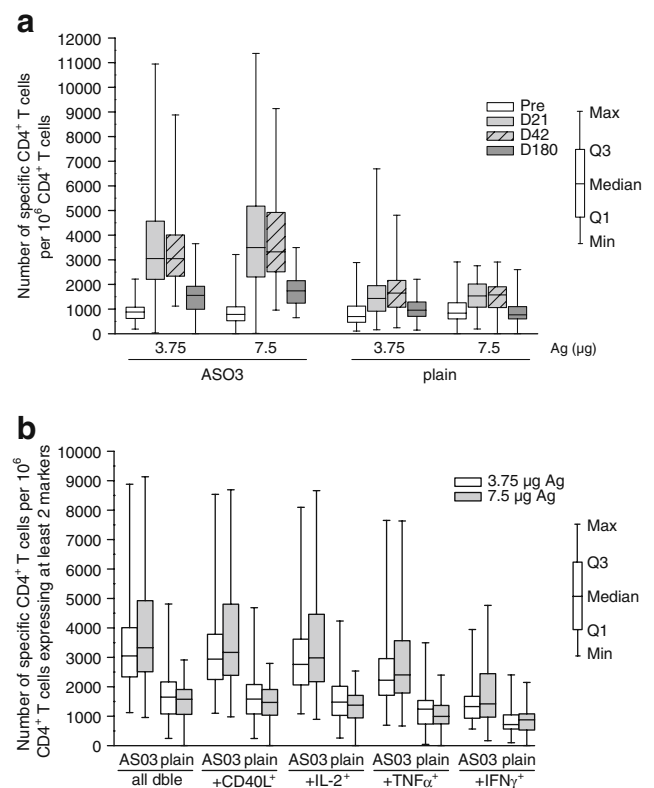 a
Number of specific CD4+ T cells
per 10^6 CD4+ T cells
12000
11000
10000
9000
8000
7000
6000
5000
4000
3000
2000
1000
0
Pre
D21
D42
D180
Max
Q3
Median
Q1
Min
3.75 7.5 3.75 7.5 Ag (µg)
ASO3 plain
b
Number of specific CD4+ T cells per 10^6
CD4+ T cells expressing at least 2 markers
10000
9000
8000
7000
6000
5000
4000
3000
2000
1000
0
3.75 µg Ag
7.5 µg Ag
Max
Q3
Median
Q1
Min
AS03 plain AS03 plain AS03 plain AS03 plain AS03 plain
all dble +CD40L+ +IL-2+ +TNFα+ +IFNγ+